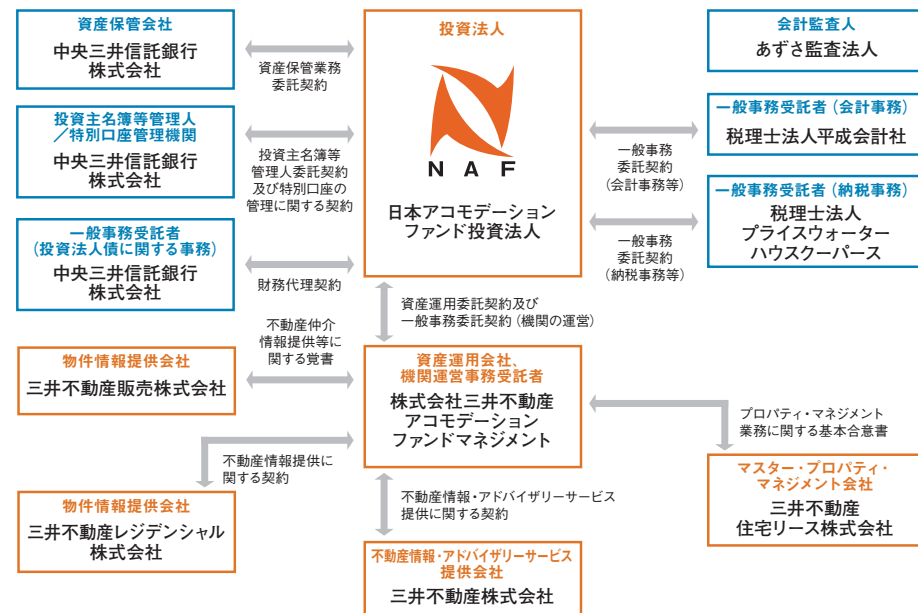 資産保管会社
中央三井信託銀行
株式会社
資産保管業務
委託契約
投資主名簿等管理人
／特別口座管理機関
中央三井信託銀行
株式会社
投資主名簿等
管理人委託契約
及び特別口座の
管理に関する契約
一般事務受託者
(投資法人債に関する事務)
中央三井信託銀行
株式会社
財務代理契約
投資法人
NAF
日本アコモデーション
ファンド投資法人
会計監査人
あずさ監査法人
一般事務受託者(会計事務)
税理士法人平成会計社
一般事務
委託契約
(会計事務等)
一般事務受託者(納税事務)
税理士法人
プライスウォーター
ハウスクーパース
一般事務
委託契約
(納税事務等)
資産運用委託契約及び
一般事務委託契約(機関の運営)
不動産仲介
情報提供等に
関する覚書
物件情報提供会社
三井不動産販売株式会社
資産運用会社、
機関運営事務受託者
株式会社三井不動産
アコモデーション
ファンドマネジメント
プロパティ・マネジメント
業務に関する基本合意書
不動産情報提供に
関する契約
物件情報提供会社
三井不動産レジデンシャル
株式会社
不動産情報・アドバイザリーサービス
提供に関する契約
マスター・プロパティ・
マネジメント会社
三井不動産
住宅リース株式会社
不動産情報・アドバイザリーサービス
提供会社
三井不動産株式会社